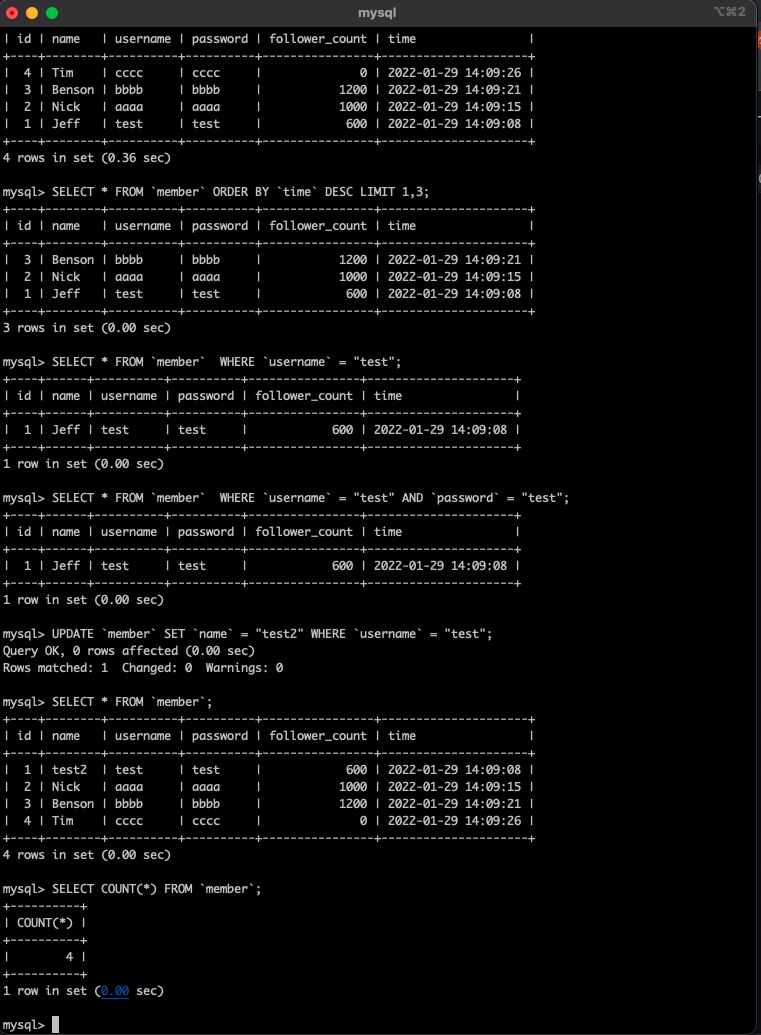 mysql
⌥⌘2
| id | name   | username | password | follower_count | time                |
+----+--------+----------+----------+----------------+---------------------+
|  4 | Tim    | cccc     | cccc     |              0 | 2022-01-29 14:09:26 |
|  3 | Benson | bbbb     | bbbb     |           1200 | 2022-01-29 14:09:21 |
|  2 | Nick   | aaaa     | aaaa     |           1000 | 2022-01-29 14:09:15 |
|  1 | Jeff   | test     | test     |            600 | 2022-01-29 14:09:08 |
+----+--------+----------+----------+----------------+---------------------+
4 rows in set (0.36 sec)
mysql> SELECT * FROM `member` ORDER BY `time` DESC LIMIT 1,3;
+----+--------+----------+----------+----------------+---------------------+
| id | name   | username | password | follower_count | time                |
+----+--------+----------+----------+----------------+---------------------+
|  3 | Benson | bbbb     | bbbb     |           1200 | 2022-01-29 14:09:21 |
|  2 | Nick   | aaaa     | aaaa     |           1000 | 2022-01-29 14:09:15 |
|  1 | Jeff   | test     | test     |            600 | 2022-01-29 14:09:08 |
+----+--------+----------+----------+----------------+---------------------+
3 rows in set (0.00 sec)
mysql> SELECT * FROM `member`  WHERE `username` = "test";
+----+------+----------+----------+----------------+---------------------+
| id | name | username | password | follower_count | time                |
+----+------+----------+----------+----------------+---------------------+
|  1 | Jeff | test     | test     |            600 | 2022-01-29 14:09:08 |
+----+------+----------+----------+----------------+---------------------+
1 row in set (0.00 sec)
mysql> SELECT * FROM `member`  WHERE `username` = "test" AND `password` = "test";
+----+------+----------+----------+----------------+---------------------+
| id | name | username | password | follower_count | time                |
+----+------+----------+----------+----------------+---------------------+
|  1 | Jeff | test     | test     |            600 | 2022-01-29 14:09:08 |
+----+------+----------+----------+----------------+---------------------+
1 row in set (0.00 sec)
mysql> UPDATE `member` SET `name` = "test2" WHERE `username` = "test";
Query OK, 0 rows affected (0.00 sec)
Rows matched: 1  Changed: 0  Warnings: 0
mysql> SELECT * FROM `member`;
+----+--------+----------+----------+----------------+---------------------+
| id | name   | username | password | follower_count | time                |
+----+--------+----------+----------+----------------+---------------------+
|  1 | test2  | test     | test     |            600 | 2022-01-29 14:09:08 |
|  2 | Nick   | aaaa     | aaaa     |           1000 | 2022-01-29 14:09:15 |
|  3 | Benson | bbbb     | bbbb     |           1200 | 2022-01-29 14:09:21 |
|  4 | Tim    | cccc     | cccc     |              0 | 2022-01-29 14:09:26 |
+----+--------+----------+----------+----------------+---------------------+
4 rows in set (0.00 sec)
mysql> SELECT COUNT(*) FROM `member`;
+----------+
| COUNT(*) |
+----------+
|        4 |
+----------+
1 row in set (0.00 sec)
mysql>